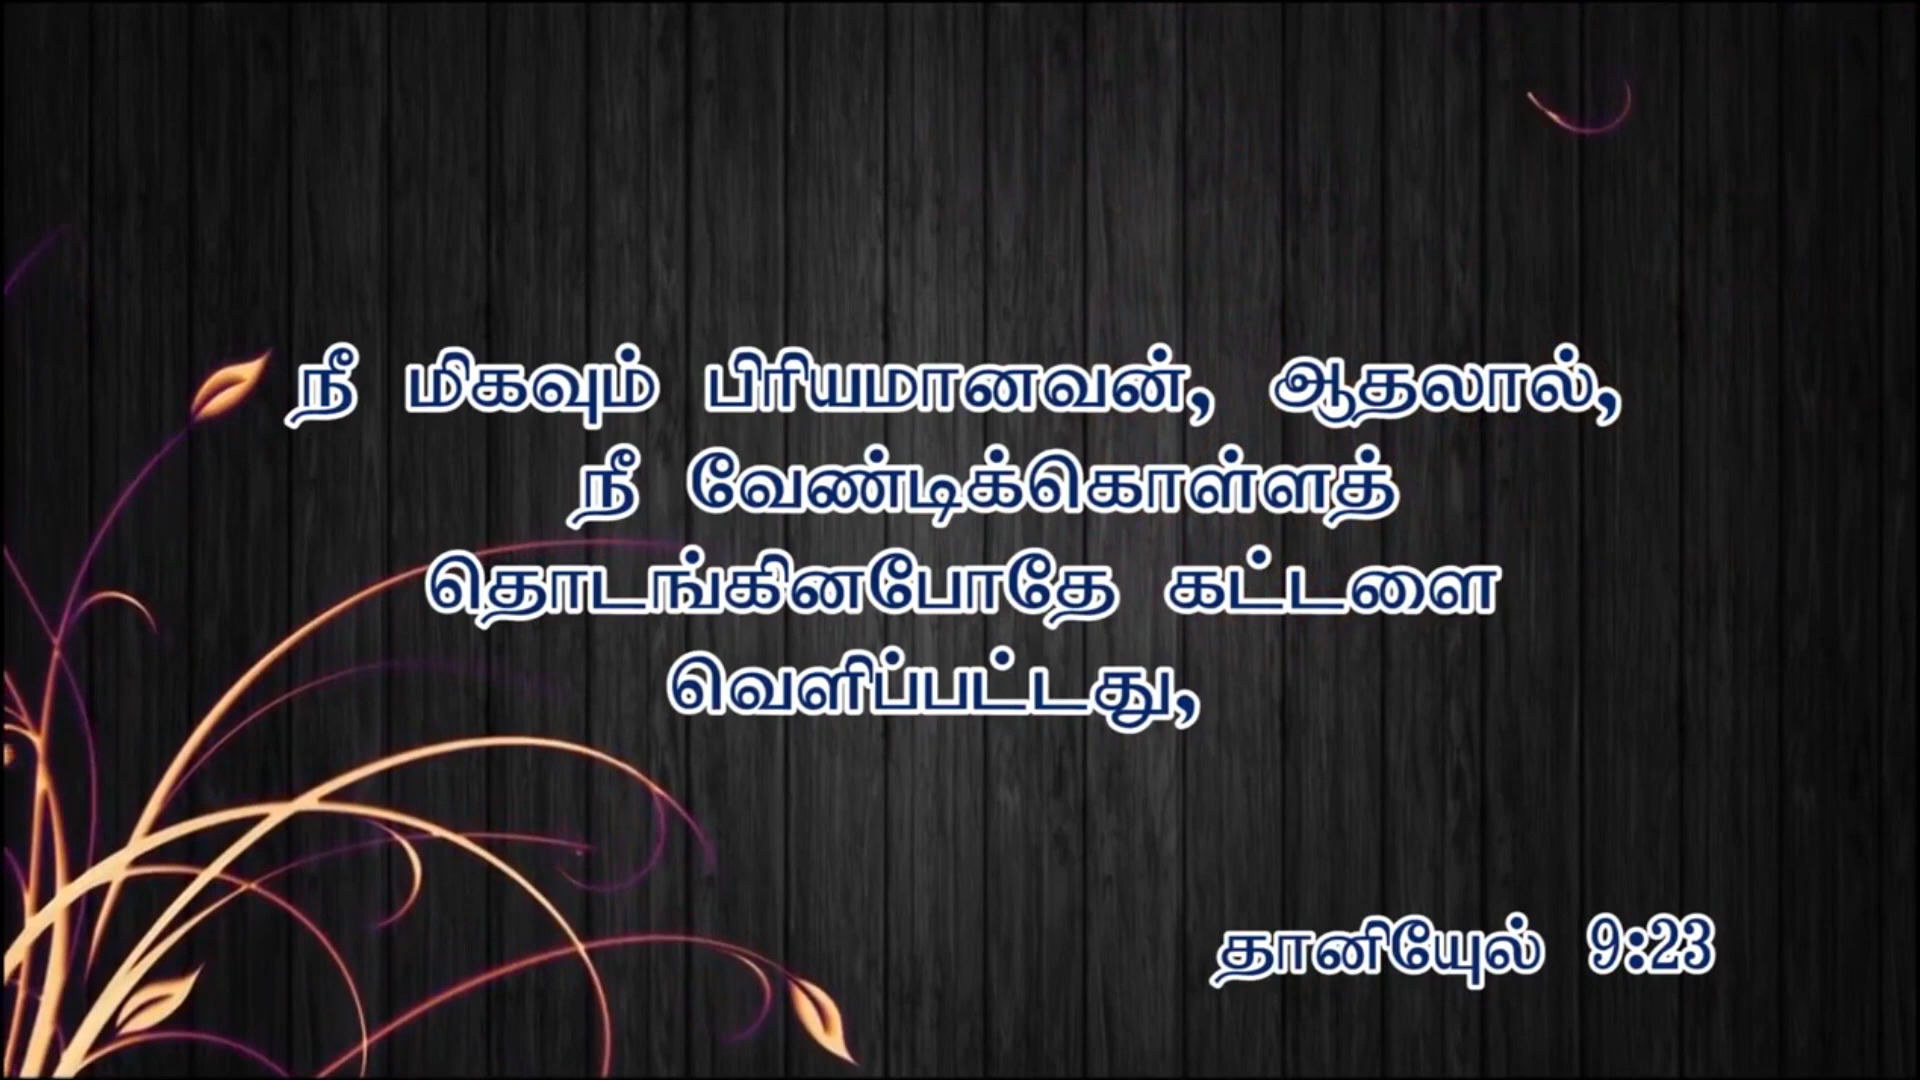 நீ மிகவும் பிரியமானவன், ஆதலால்,
நீ வேண்டிக்கொள்ளத்
தொடங்கினபோதே கட்டளை
வெளிப்பட்டது,
தானியேுல் 9:23